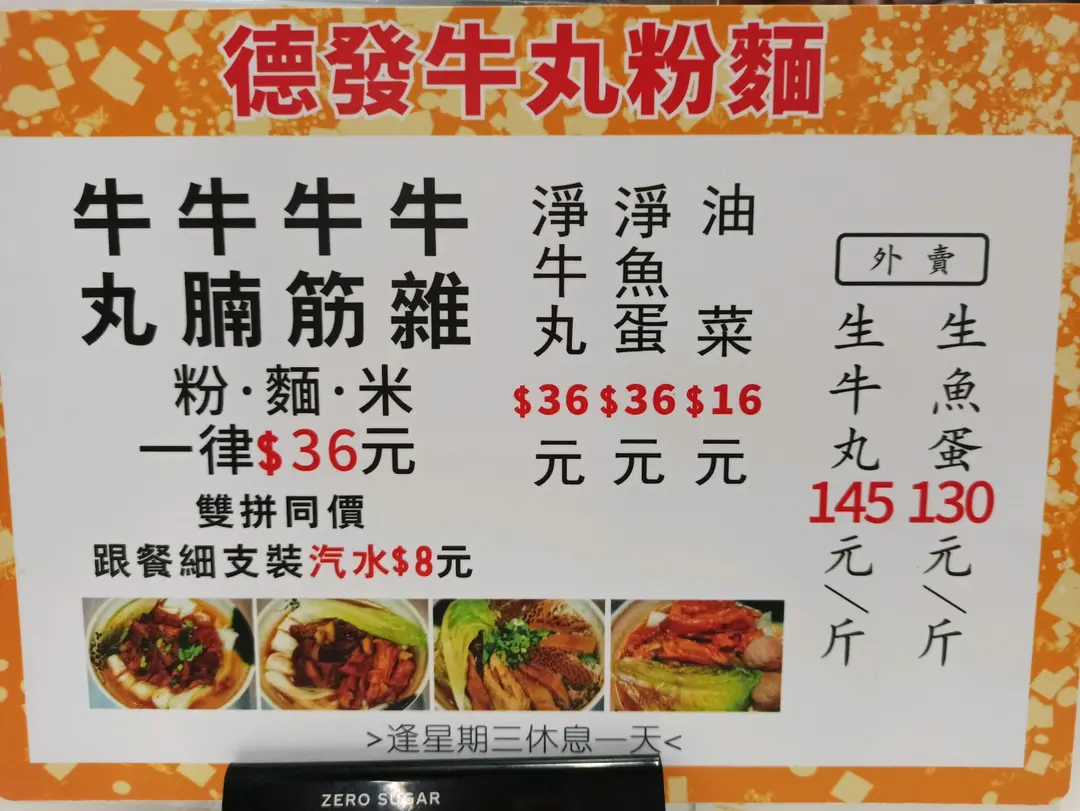 德發牛丸粉麵
牛丸
牛腩
牛筋
牛雜
粉·麵·米
一律$36元
雙拼同價
跟餐細支裝汽水$8元
淨牛丸
$36
元
淨魚蛋
$36
元
油菜
$16
元
外賣
生牛丸
145
元/斤
生魚蛋
130
元/斤
>逢星期三休息一天<
ZERO SUGAR